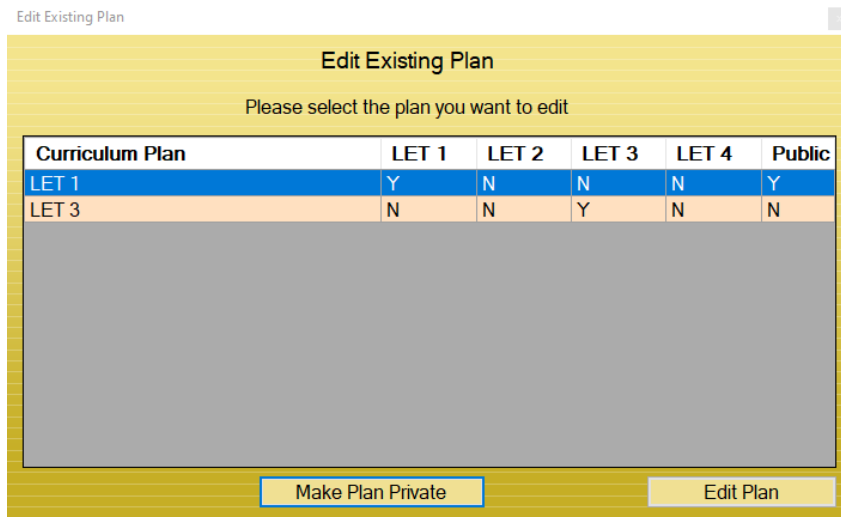 Edit Existing Plan
Edit Existing Plan
Please select the plan you want to edit
Curriculum Plan LET 1 LET 2 LET 3 LET 4 Public
LET 1 Y N N N Y
LET 3 N N Y N N
Make Plan Private Edit Plan